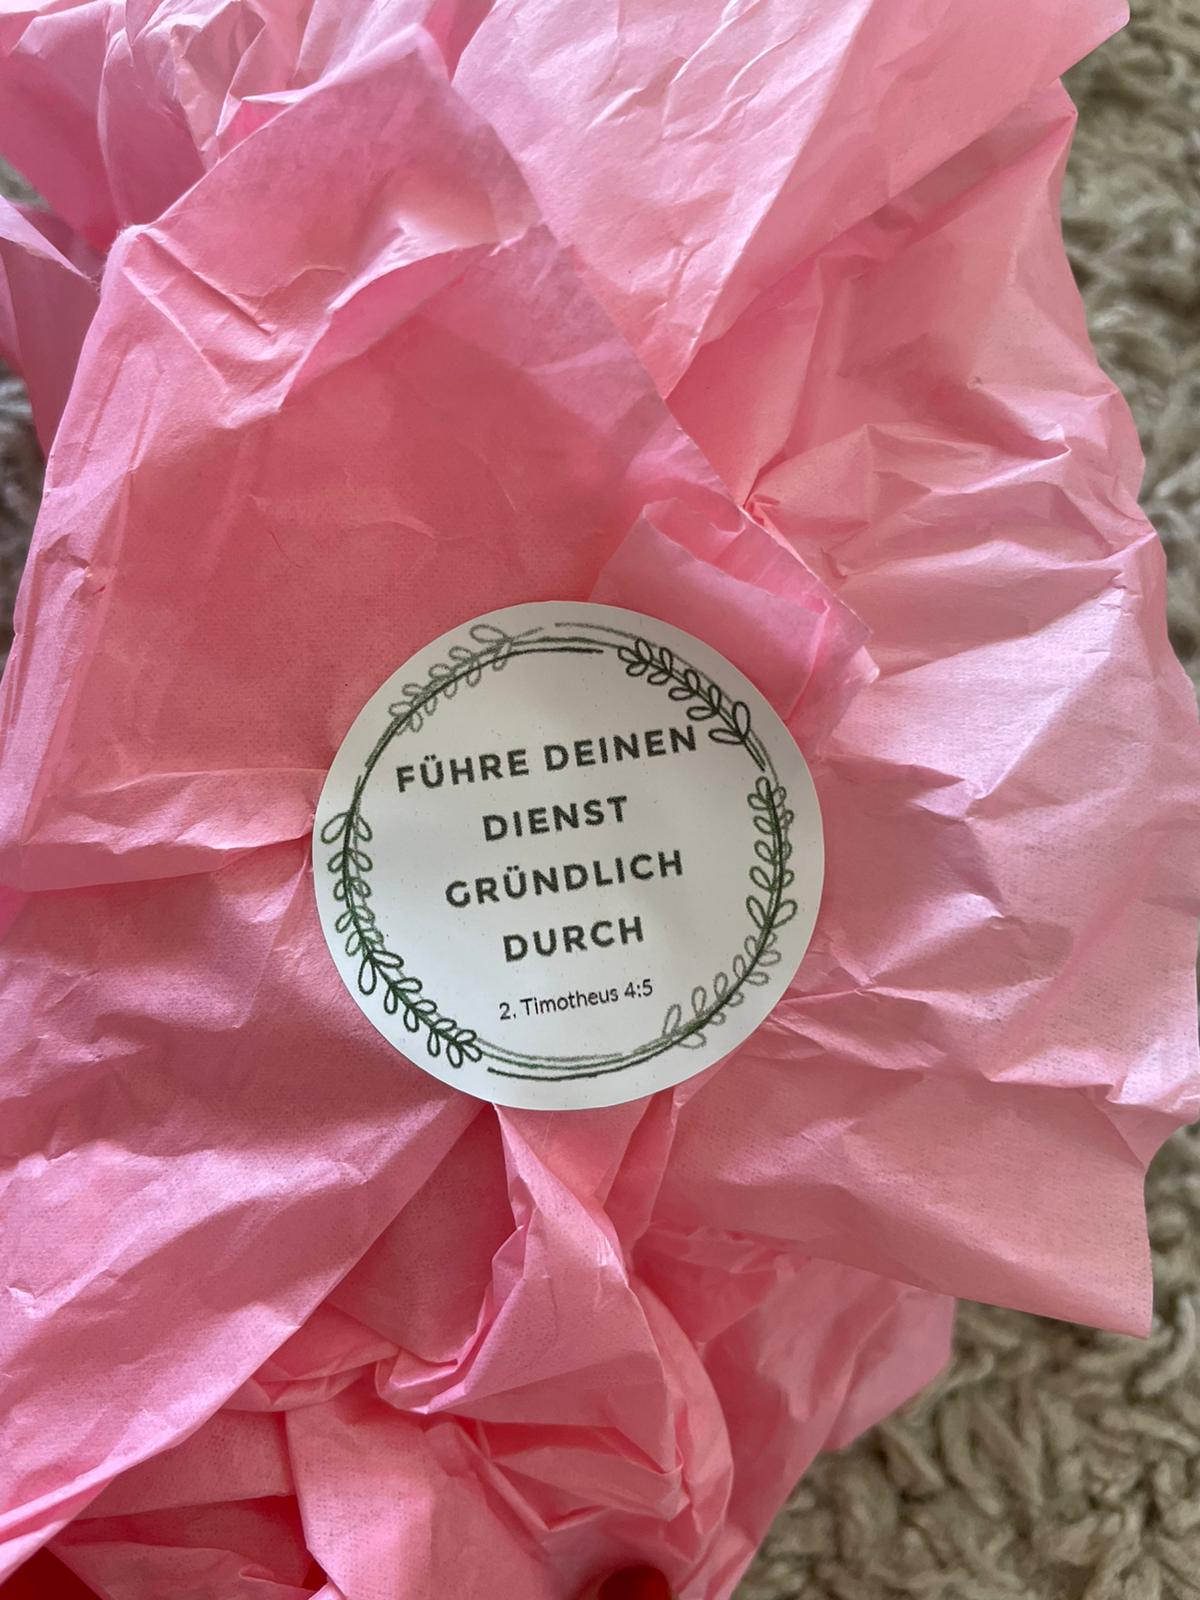 FÜHRE DEINEN
DIENST
GRÜNDLICH
DURCH
2. Timotheus 4:5